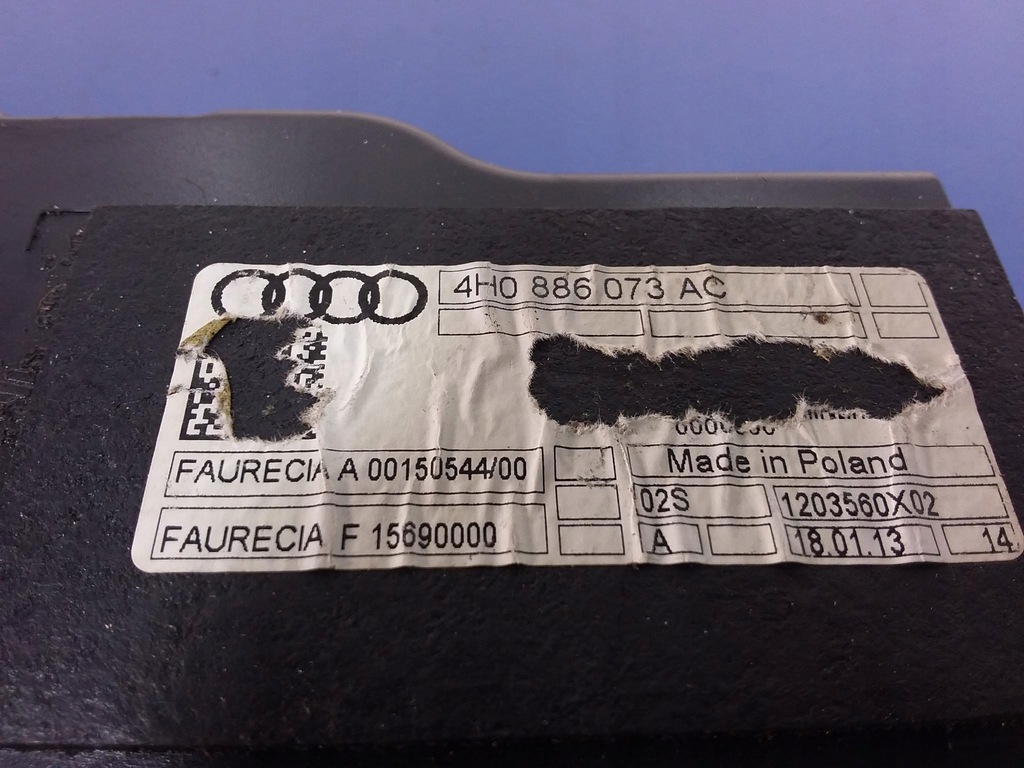 4H0 886 073 AC
FAURECIA A 00150544/00
Made in Poland
02S 1203560X02
FAURECIA F 15690000
A 18.01.13 14